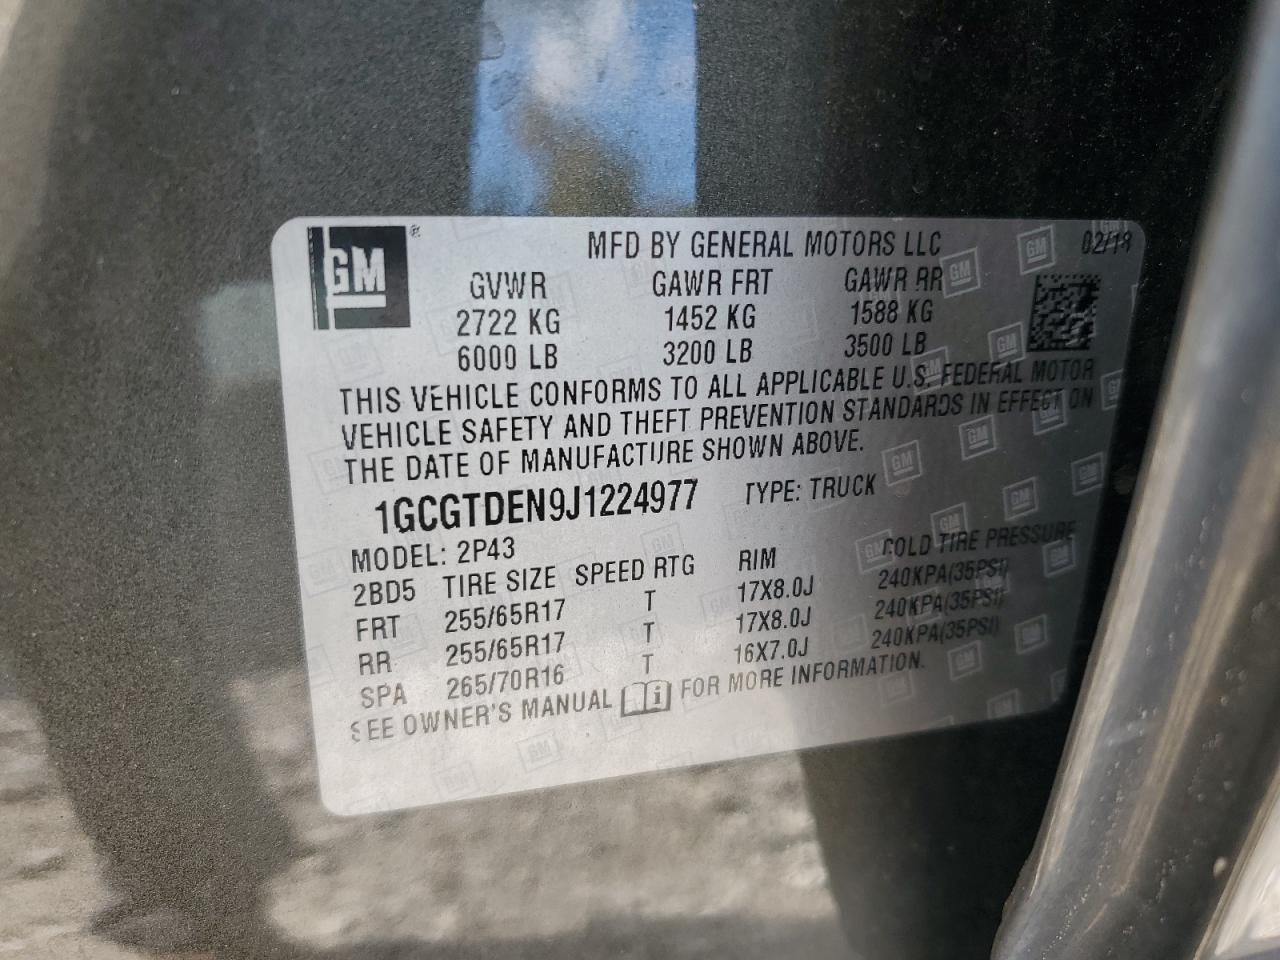 GM®
MFD BY GENERAL MOTORS LLC 02/18
GVWR GAWR FRT GAWR RR
2722 KG 1452 KG 1588 KG
6000 LB 3200 LB 3500 LB
THIS VEHICLE CONFORMS TO ALL APPLICABLE U.S. FEDERAL MOTOR
VEHICLE SAFETY AND THEFT PREVENTION STANDARDS IN EFFECT ON
THE DATE OF MANUFACTURE SHOWN ABOVE.
1GCGTDEN9J1224977 TYPE: TRUCK
MODEL: 2P43
2BD5 TIRE SIZE SPEED RTG RIM COLD TIRE PRESSURE
FRT 255/65R17 T 17X8.0J 240KPA(35PSI)
RR 255/65R17 T 17X8.0J 240KPA(35PSI)
SPA 265/70R16 T 16X7.0J 240KPA(35PSI)
SEE OWNER'S MANUAL FOR MORE INFORMATION.